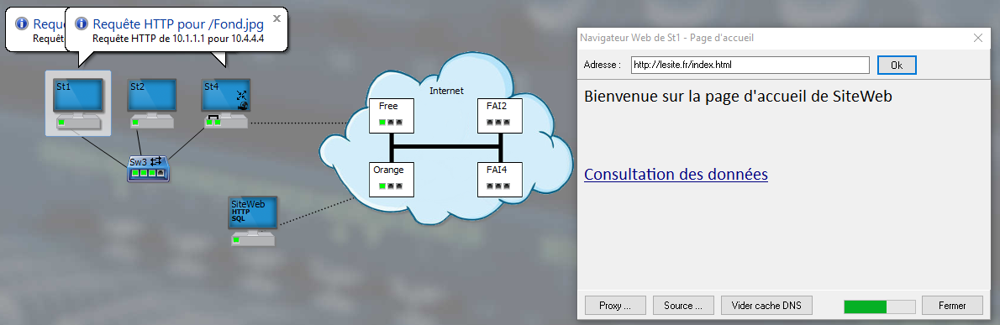 Requ
Requêt
Requête HTTP pour /Fond.jpg
Requête HTTP de 10.1.1.1 pour 10.4.4.4
St1
St2
St4
Sw3
SiteWeb
HTTP
SQL
Internet
Free
FAI2
Orange
FAI4
Navigateur Web de St1 - Page d'accueil
Adresse :
http://lesite.fr/index.html
Ok
Bienvenue sur la page d'accueil de SiteWeb
Consultation des données
Proxy ...
Source ...
Vider cache DNS
Fermer